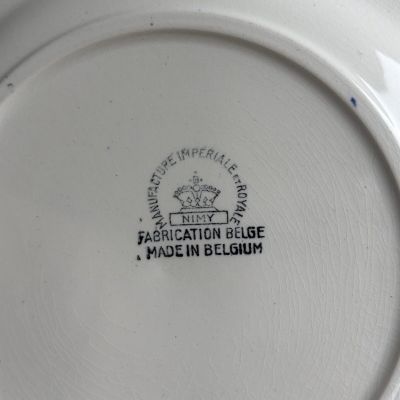 MANUFACTURE IMPERIALE ET ROYALE
NIMY
FABRICATION BELGE
MADE IN BELGIUM